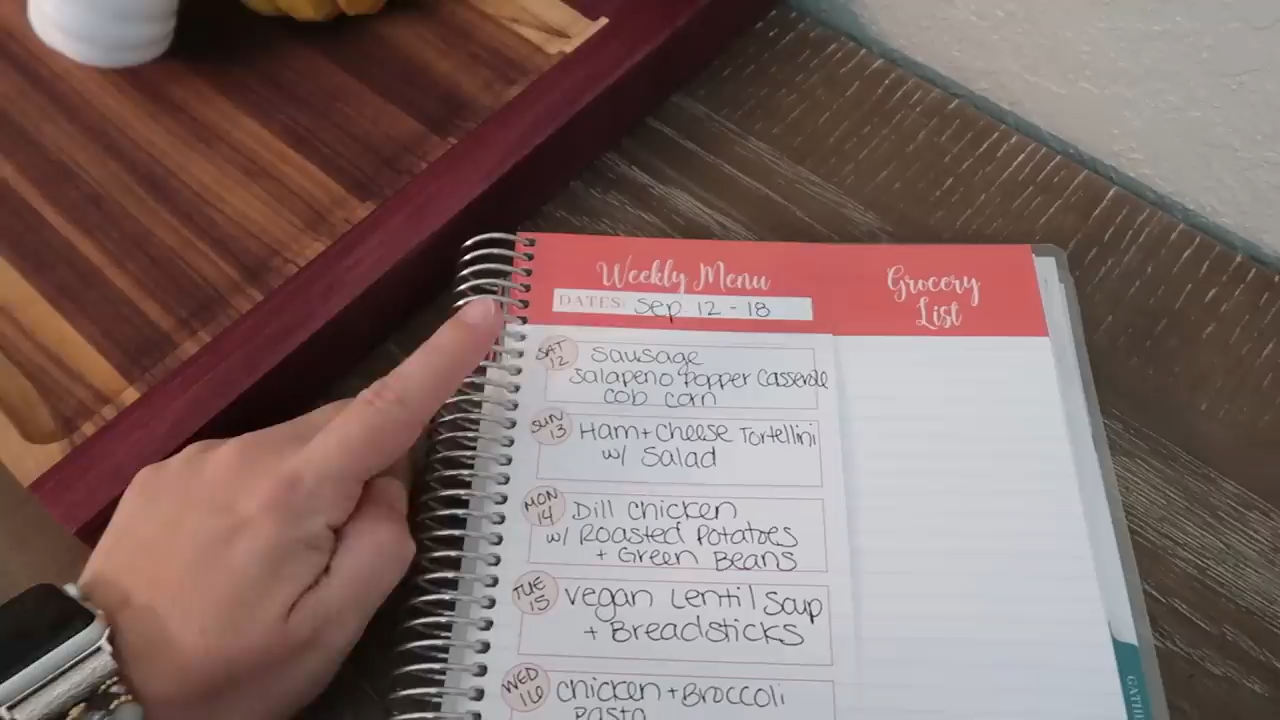 Weekly Menu
DATES: Sep. 12 - 18
SAT 12
Sausage
Jalapeno Popper Casserole
Cob corn
SUN 13
Ham + Cheese Tortellini
w/ Salad
MON 14
Dill chicken
w/ Roasted Potatoes
+ Green Beans
TUE 15
Vegan Lentil Soup
+ Breadsticks
WED 16
chicken + Broccoli
Pasta
Grocery
List